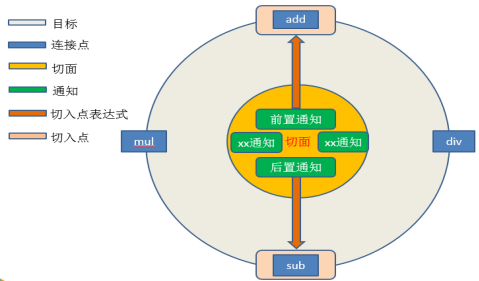 目标
连接点
切面
通知
切入点表达式
切入点
add
前置通知
xx通知
切面
xx通知
后置通知
mul
div
sub